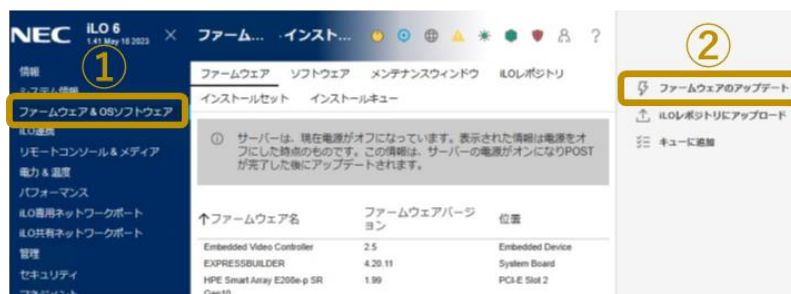 NEC iLO 6
1.41 May 18 2023
ファーム... ·インスト...
?
①
②
情報
システム情報
ファームウェア & OSソフトウェア
iLO連携
リモートコンソール & メディア
電力 & 温度
パフォーマンス
iLO専用ネットワークポート
iLO共有ネットワークポート
管理
セキュリティ
ファームウェア ソフトウェア メンテナンスウィンドウ iLOレポジトリ
インストールセット インストールキュー
サーバーは、現在電源がオフになっています。表示された情報は電源をオ
フにした時点のものです。この情報は、サーバーの電源がオンになりPOST
が完了した後にアップデートされます。
↑ファームウェア名 ファームウェアバージ 位置
ョン
Embedded Video Controller 2.5 Embedded Device
EXPRESSBUILDER 4.20.11 System Board
HPE Smart Array E208e-p SR 1.99 PCI-E Slot 2
Gen10
ファームウェアのアップデート
iLOレポジトリにアップロード
キューに追加